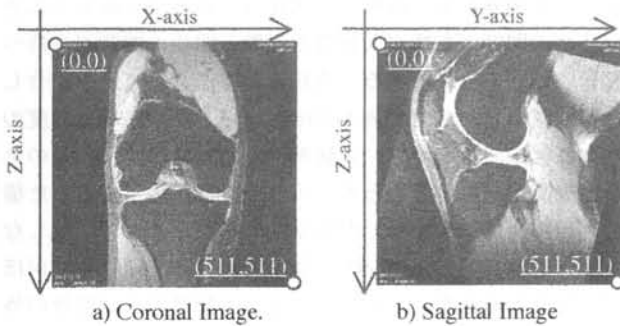 X-axis
Z-axis
(0,0)
(511,511)
a) Coronal Image.
Y-axis
Z-axis
(0,0)
(511,511)
b) Sagittal Image